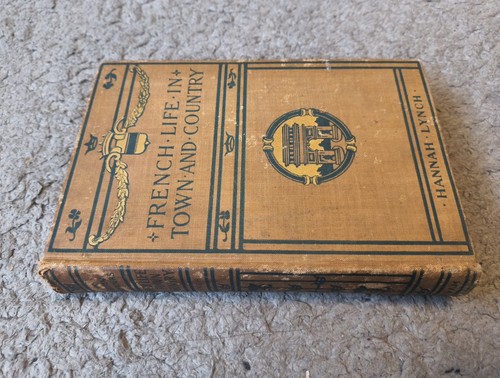 FRENCH · LIFE · IN
TOWN · AND · COUNTRY
· HANNAH LYNCH ·